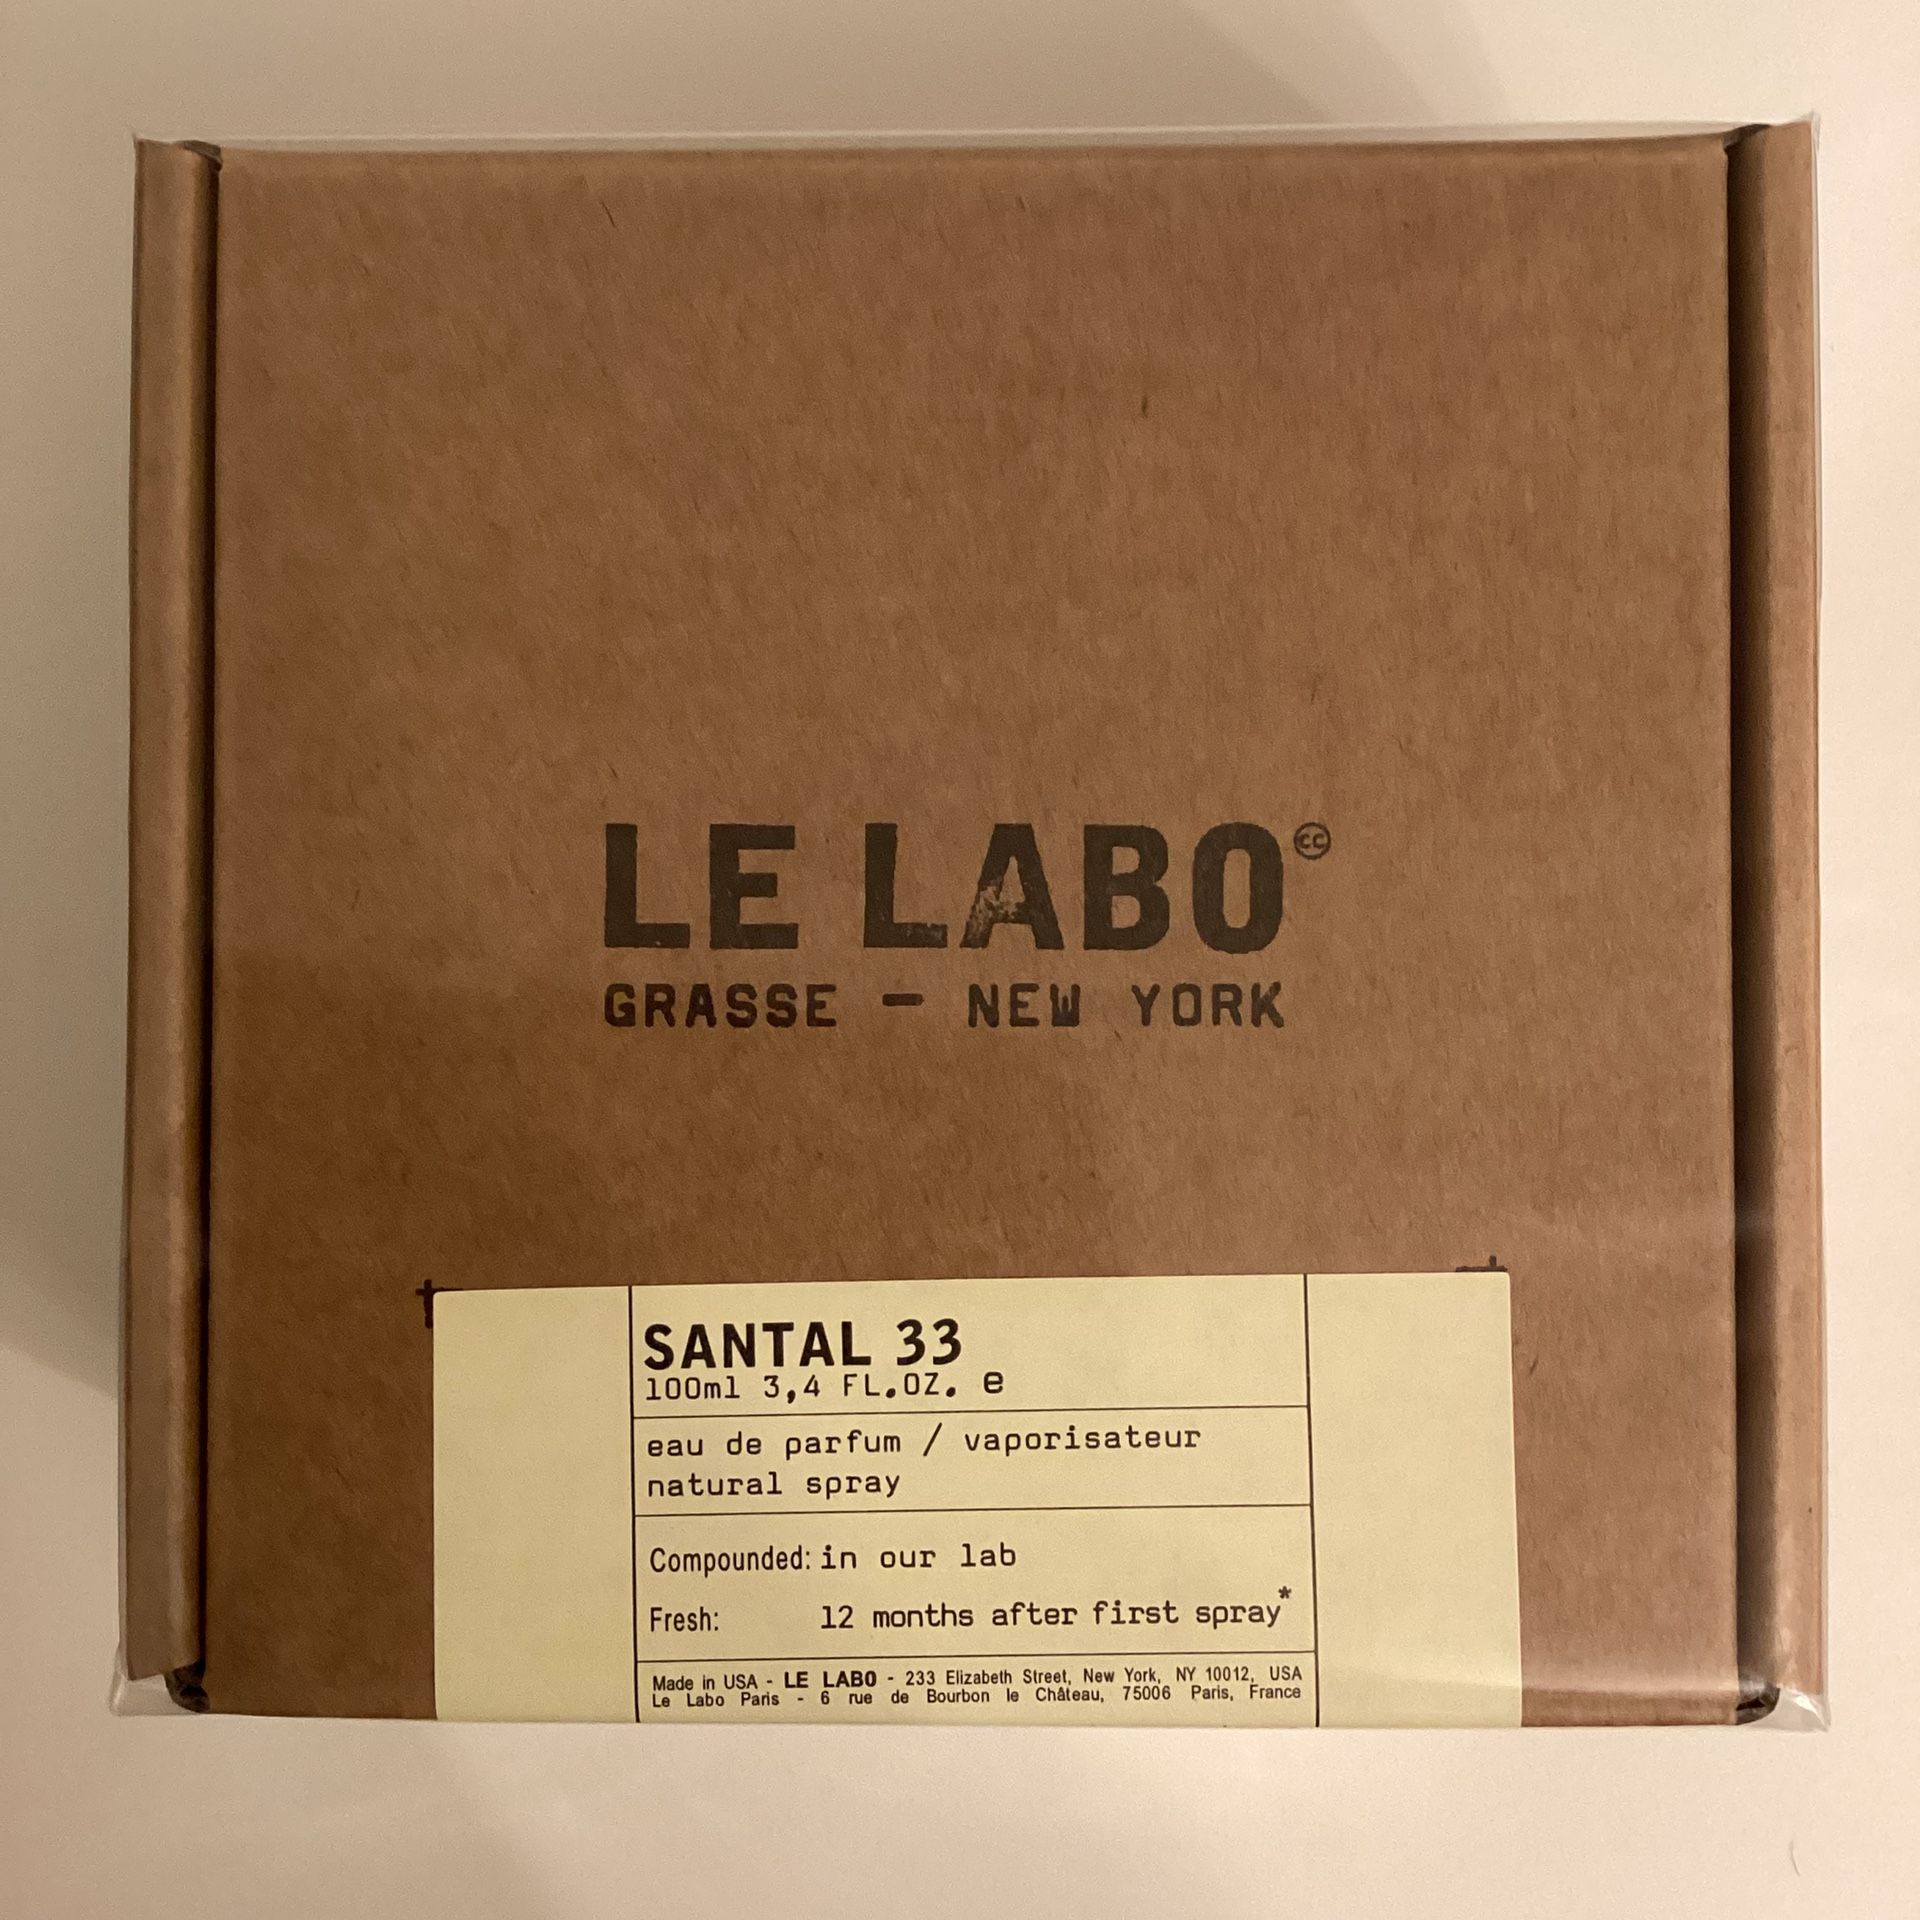 LE LABO
cc
GRASSE – NEW YORK
SANTAL 33
100ml 3,4 FL.OZ. e
eau de parfum / vaporisateur
natural spray
Compounded: in our lab
Fresh: 12 months after first spray*
Made in USA - LE LABO - 233 Elizabeth Street, New York, NY 10012, USA
Le Labo Paris - 6 rue de Bourbon le Château, 75006 Paris, France